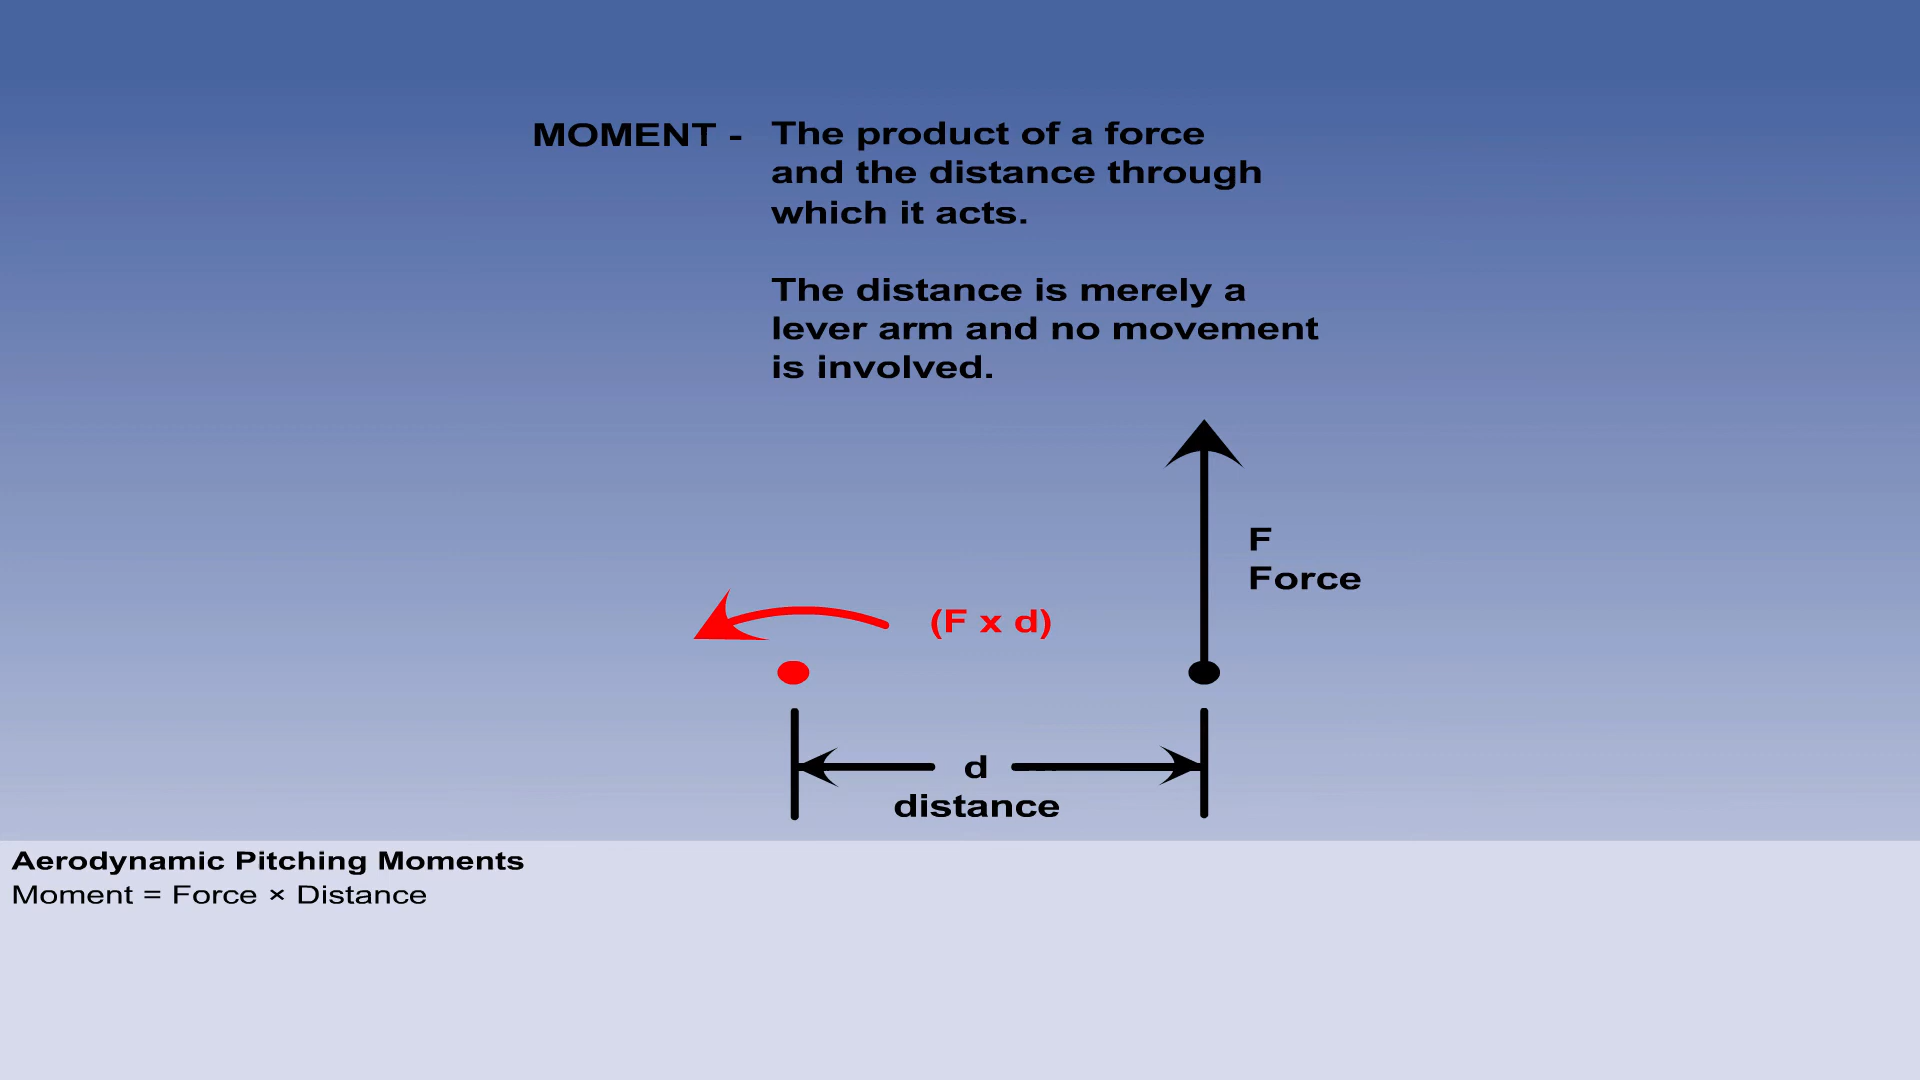 MOMENT - The product of a force
and the distance through
which it acts.
The distance is merely a
lever arm and no movement
is involved.
F
Force
(F x d)
d
distance
Aerodynamic Pitching Moments
Moment = Force × Distance